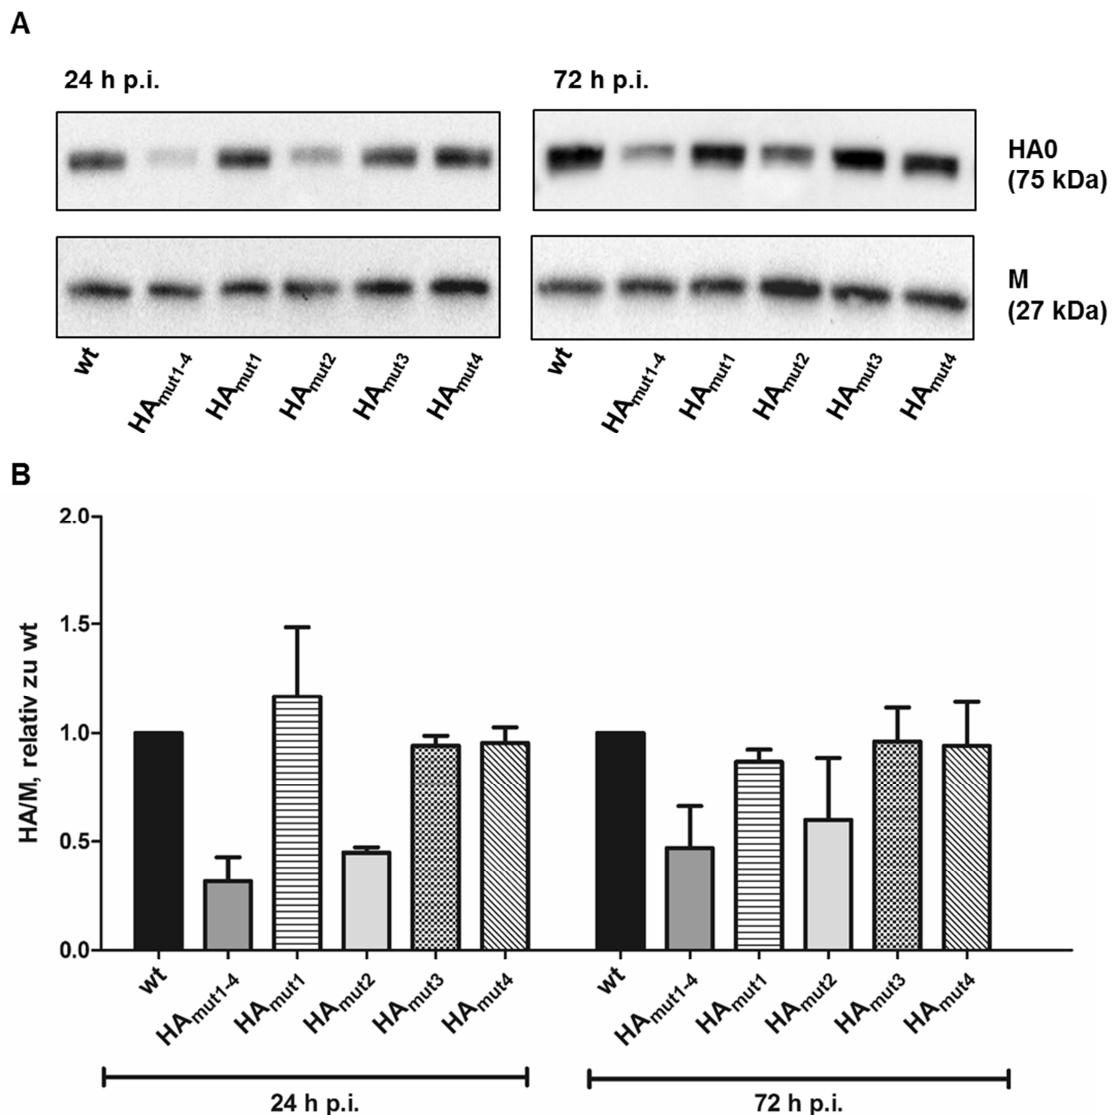 A
24 h p.i.
72 h p.i.
HA0
(75 kDa)
M
(27 kDa)
wt
HAmut1-4
HAmut1
HAmut2
HAmut3
HAmut4
wt
HAmut1-4
HAmut1
HAmut2
HAmut3
HAmut4
B
HA/M, relativ zu wt
2.0
1.5
1.0
0.5
0.0
wt
HAmut1-4
HAmut1
HAmut2
HAmut3
HAmut4
wt
HAmut1-4
HAmut1
HAmut2
HAmut3
HAmut4
24 h p.i.
72 h p.i.